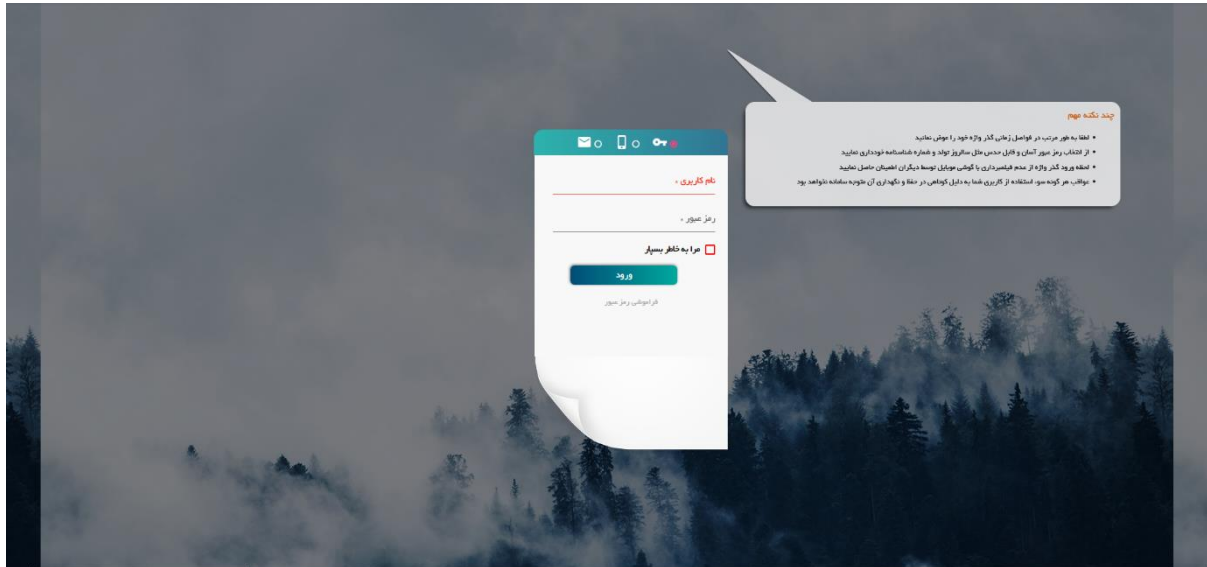 چند نکته مهم
• لطفا به طور مرتب در فواصل زمانی گذر واژه خود را عوض نمائید
• از انتخاب رمز عبور آسان و قابل حدس مثل سالروز تولد و شماره شناسنامه خودداری نمایید
• لحظه ورود گذر واژه از عدم فیلمبرداری با گوشی موبایل توسط دیگران اطمینان حاصل نمایید
• عواقب هر گونه سوء استفاده از کاربری شما به دلیل کوتاهی در حفظ و نگهداری آن متوجه سامانه نخواهد بود
نام کاربری *
رمز عبور *
مرا به خاطر بسپار
ورود
فراموشی رمز عبور